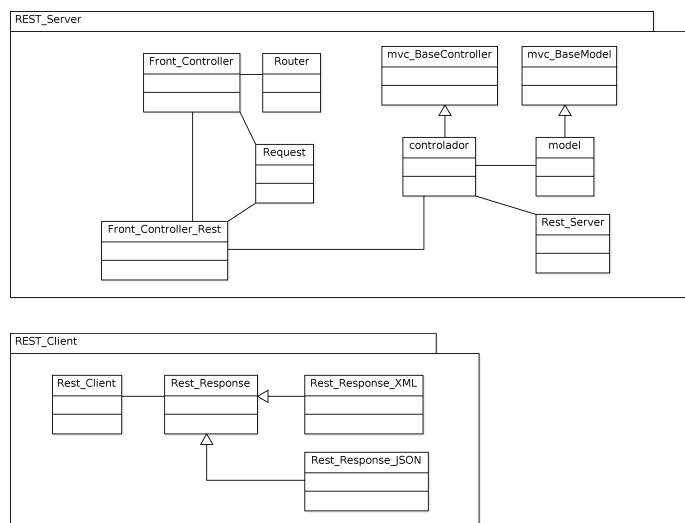 REST_Server
Front_Controller
Router
mvc_BaseController
mvc_BaseModel
Request
controlador
model
Front_Controller_Rest
Rest_Server
REST_Client
Rest_Client
Rest_Response
Rest_Response_XML
Rest_Response_JSON